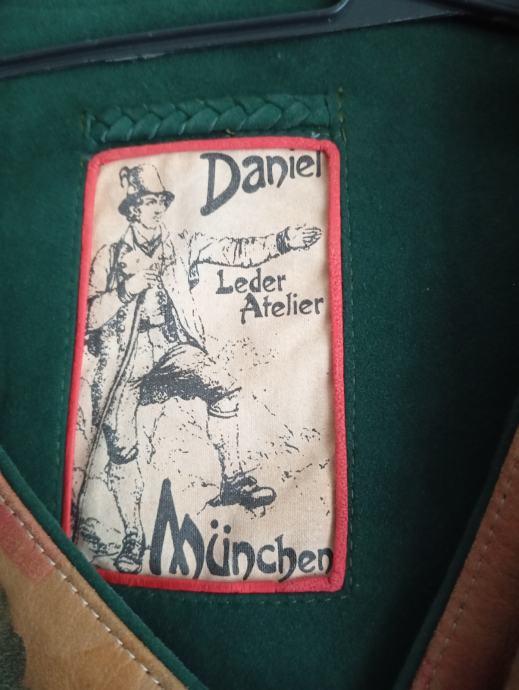 Daniel
Leder
Atelier
München